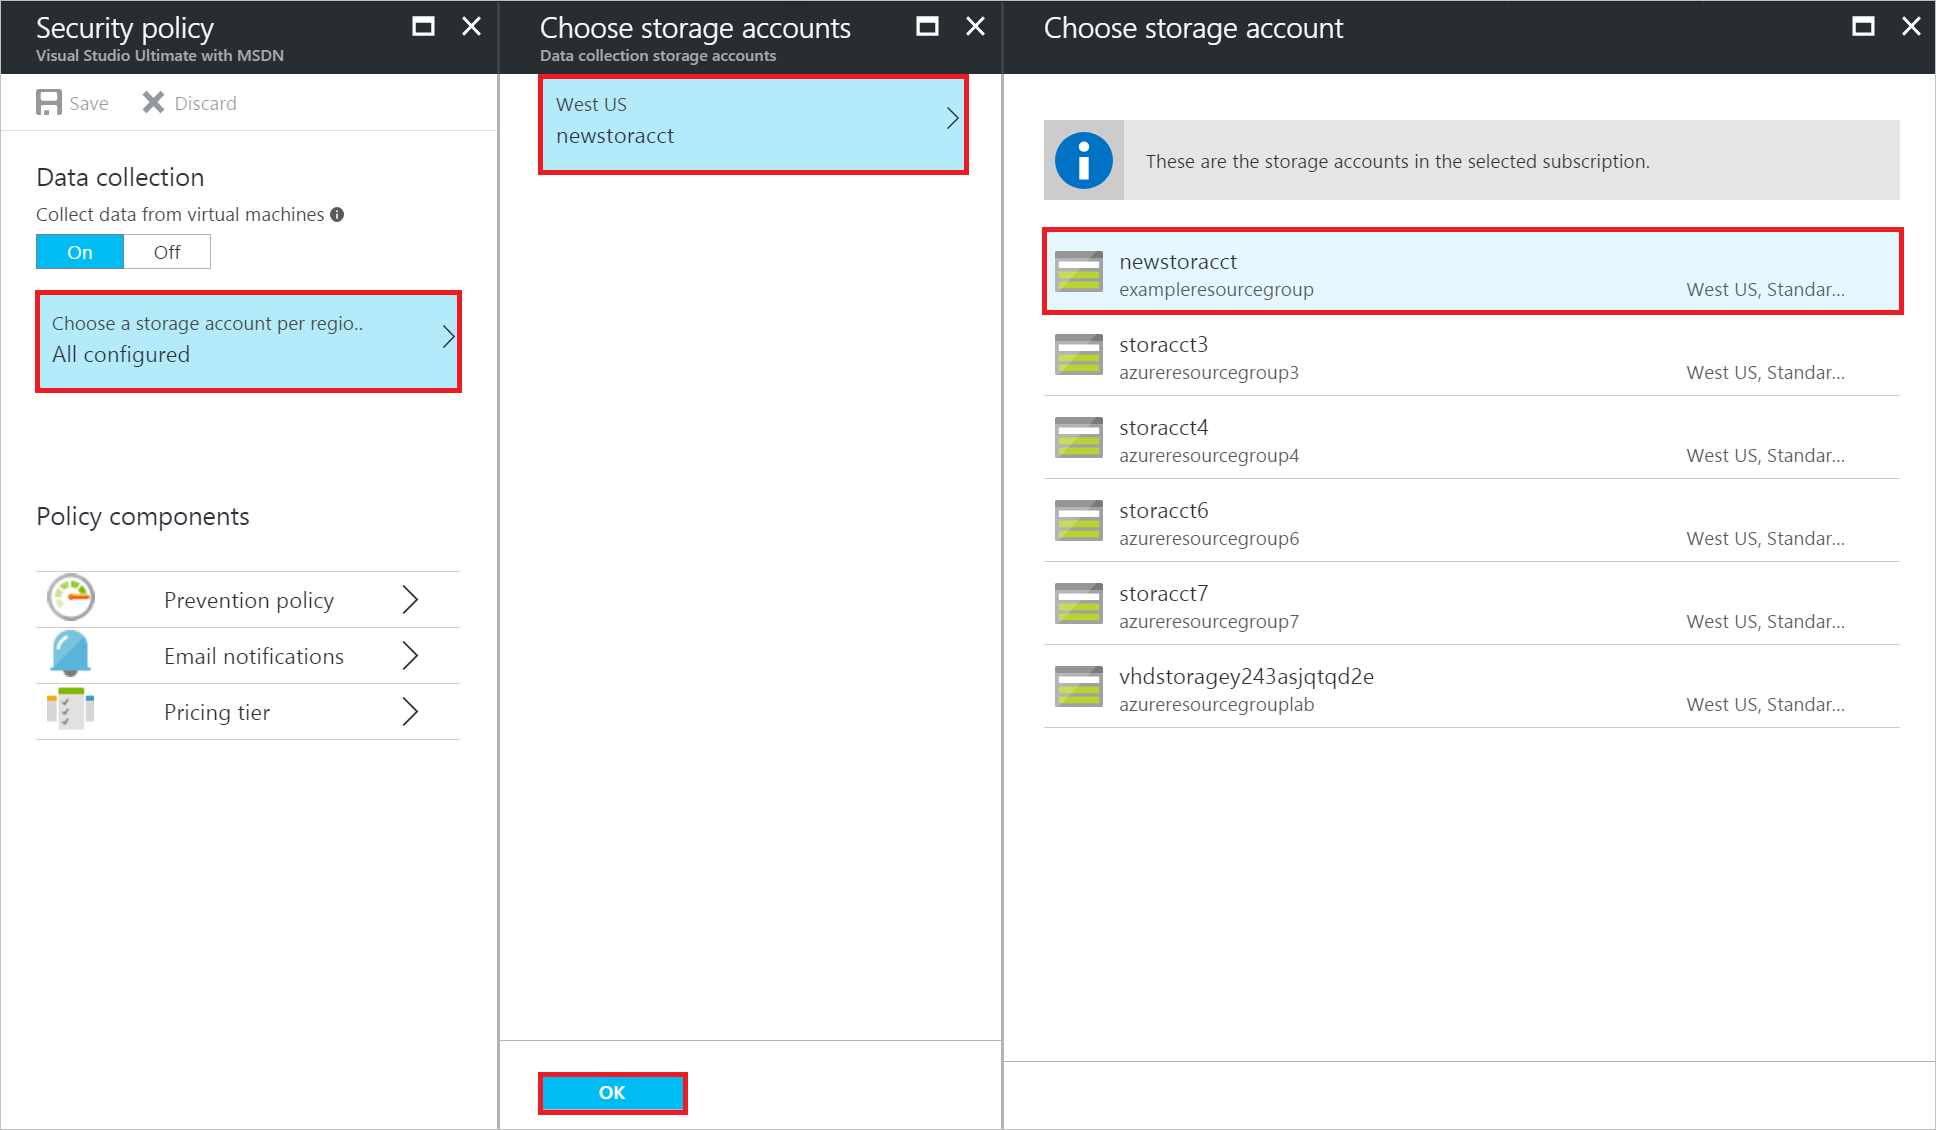 Security policy
Visual Studio Ultimate with MSDN
Save
Discard
Data collection
Collect data from virtual machines
On
Off
Choose a storage account per regio..
All configured
Policy components
Prevention policy
Email notifications
Pricing tier
Choose storage accounts
Data collection storage accounts
West US
newstoracct
OK
Choose storage account
These are the storage accounts in the selected subscription.
newstoracct
exampleresourcegroup
West US, Standar...
storacct3
azureresourcegroup3
West US, Standar...
storacct4
azureresourcegroup4
West US, Standar...
storacct6
azureresourcegroup6
West US, Standar...
storacct7
azureresourcegroup7
West US, Standar...
vhdstoragey243asjqtqd2e
azureresourcegrouplab
West US, Standar...